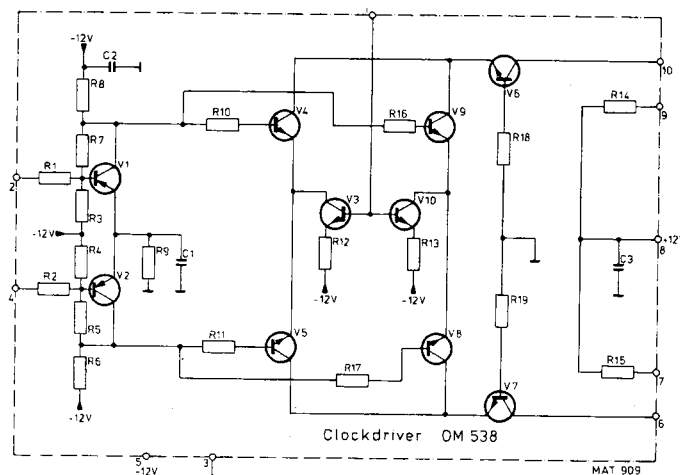 -12V
C2
R8
R7
R1
V1
2
R3
-12V
R4
R2
V2
4
R9
C1
R5
R6
-12V
R10
V4
R16
V9
1
V3
V10
R12
R13
-12V
-12V
R11
V5
R17
V8
V6
R18
R19
V7
10
R14
9
+12V
8
C3
R15
7
6
Clockdriver OM 538
5
-12V
3
MAT 909